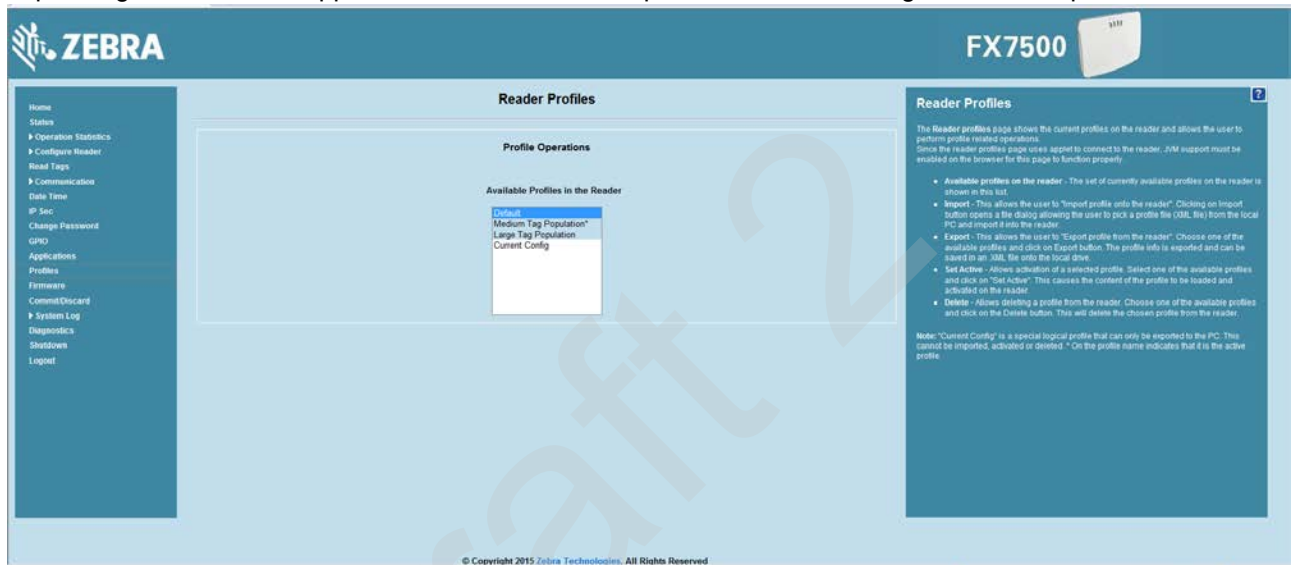 ZEBRA
FX7500
Home
Status
Operation Statistics
Configure Reader
Read Tags
Communication
Date Time
IP Sec
Change Password
GPIO
Applications
Profiles
Firmware
Commit/Discard
System Log
Diagnostics
Shutdown
Logout
Reader Profiles
Profile Operations
Available Profiles in the Reader
Default
Medium Tag Population*
Large Tag Population
Current Config
Reader Profiles
?
The Reader profiles page shows the current profiles on the reader and allows the user to
perform profile related operations.
Since the reader profiles page uses applet to connect to the reader, JVM support must be
enabled on the browser for this page to function properly.
• Available profiles on the reader - The set of currently available profiles on the reader is
shown in this list.
• Import - This allows the user to "Import profile onto the reader". Clicking on Import
button opens a file dialog allowing the user to pick a profile file (XML file) from the local
PC and import it into the reader.
• Export - This allows the user to "Export profile from the reader". Choose one of the
available profiles and click on Export button. The profile info is exported and can be
saved in an XML file onto the local drive.
• Set Active - Allows activation of a selected profile. Select one of the available profiles
and click on "Set Active". This causes the content of the profile to be loaded and
activated on the reader.
• Delete - Allows deleting a profile from the reader. Choose one of the available profiles
and click on the Delete button. This will delete the chosen profile from the reader.
Note: "Current Config" is a special logical profile that can only be exported to the PC. This
cannot be imported, activated or deleted. * On the profile name indicates that it is the active
profile.
© Copyright 2015 Zebra Technologies. All Rights Reserved